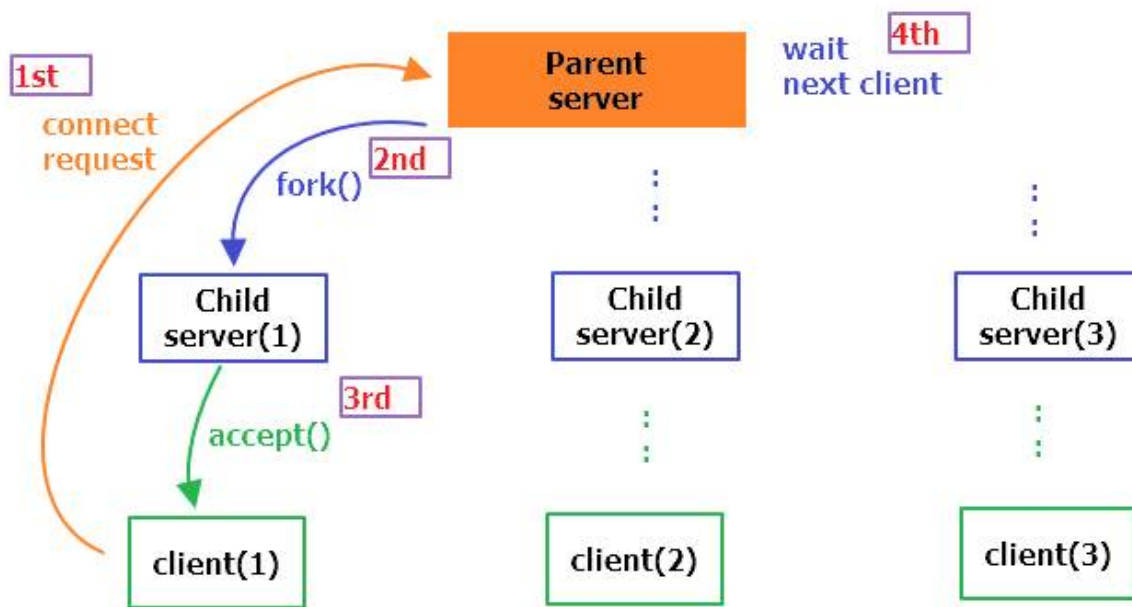 1st
connect
request
Parent
server
wait
4th
next client
2nd
fork()
Child
server(1)
Child
server(2)
Child
server(3)
3rd
accept()
client(1)
client(2)
client(3)